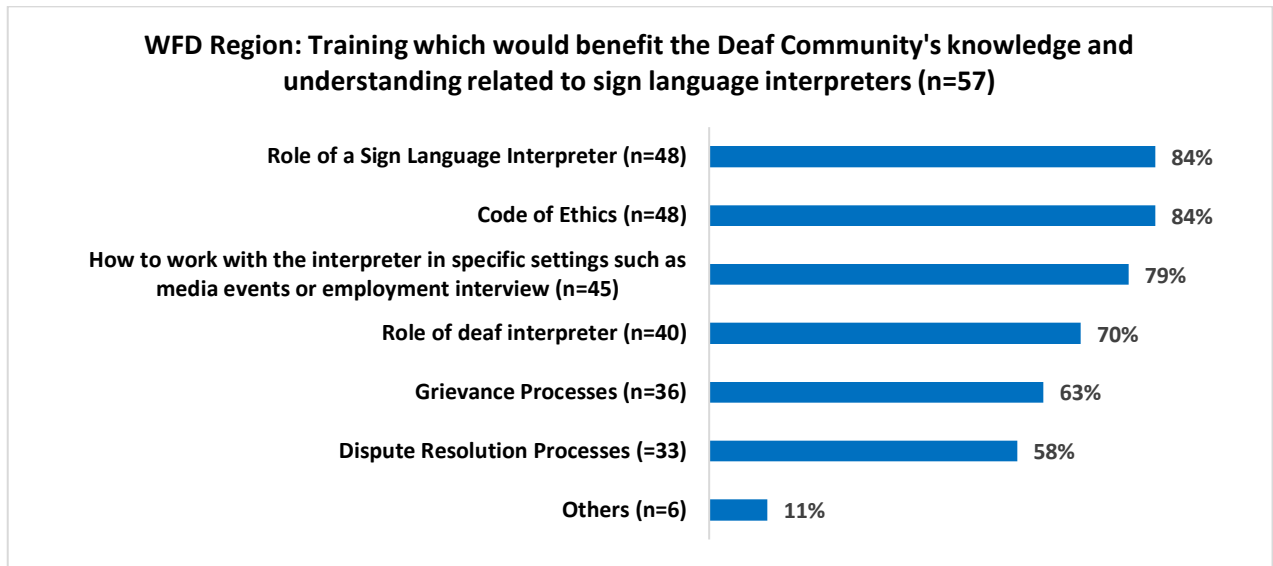 WFD Region: Training which would benefit the Deaf Community's knowledge and
understanding related to sign language interpreters (n=57)
Role of a Sign Language Interpreter (n=48)
84%
Code of Ethics (n=48)
84%
How to work with the interpreter in specific settings such as
media events or employment interview (n=45)
79%
Role of deaf interpreter (n=40)
70%
Grievance Processes (n=36)
63%
Dispute Resolution Processes (=33)
58%
Others (n=6)
11%